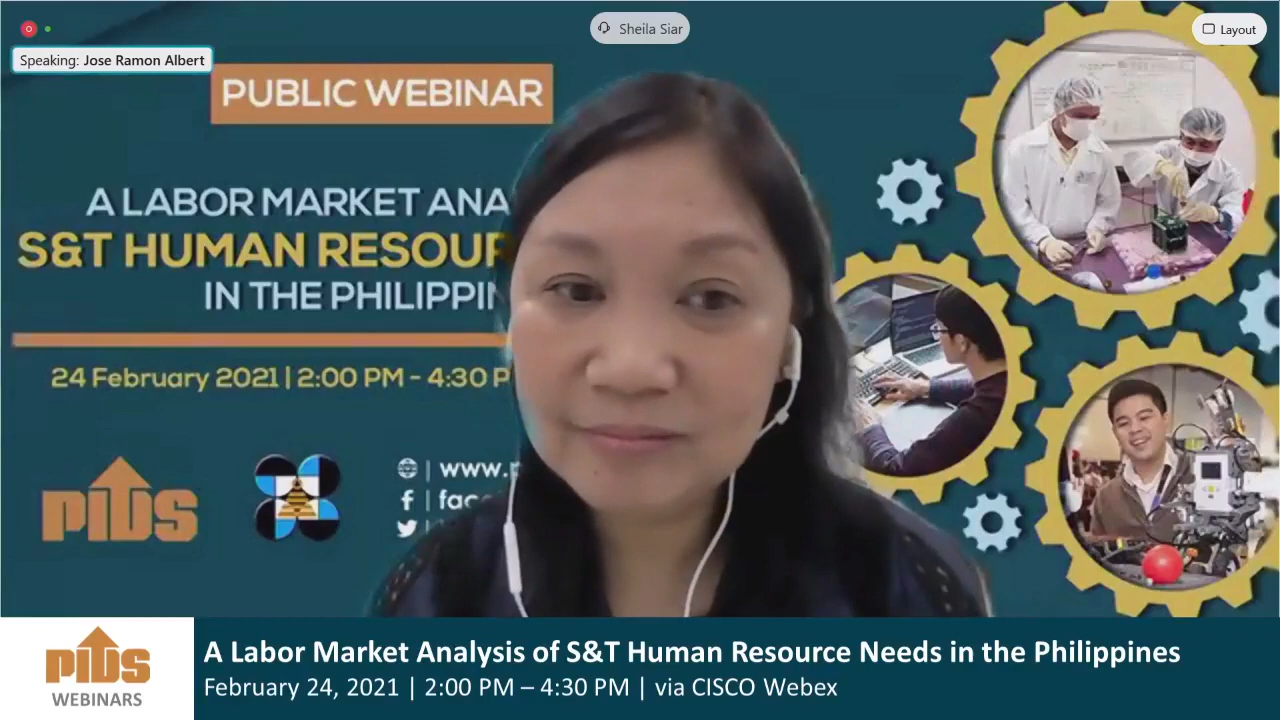 Sheila Siar
Layout
Speaking: Jose Ramon Albert
PUBLIC WEBINAR
A LABOR MARKET ANA
S&T HUMAN RESOUR
IN THE PHILIPPIN
24 February 2021 | 2:00 PM - 4:30 P
PIDS
| www.p
| face
PIDS
WEBINARS
A Labor Market Analysis of S&T Human Resource Needs in the Philippines
February 24, 2021 | 2:00 PM – 4:30 PM | via CISCO Webex